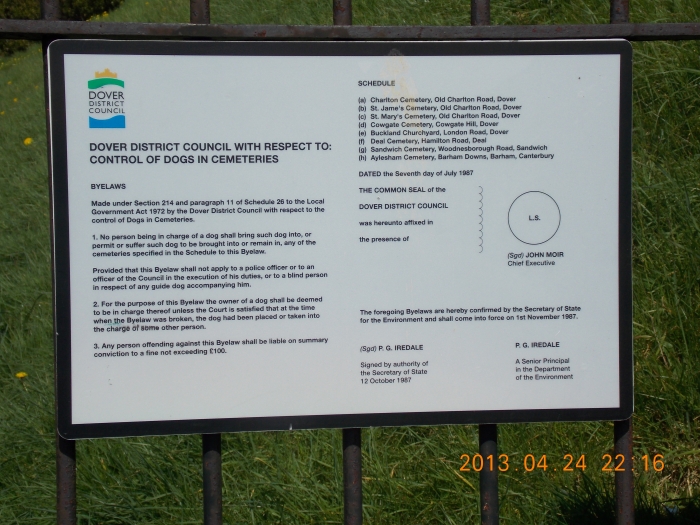 DOVER
DISTRICT
COUNCIL
DOVER DISTRICT COUNCIL WITH RESPECT TO:
CONTROL OF DOGS IN CEMETERIES
BYELAWS
Made under Section 214 and paragraph 11 of Schedule 26 to the Local
Government Act 1972 by the Dover District Council with respect to the
control of Dogs in Cemeteries.
1. No person being in charge of a dog shall bring such dog into, or
permit or suffer such dog to be brought into or remain in, any of the
cemeteries specified in the Schedule to this Byelaw.
Provided that this Byelaw shall not apply to a police officer or to an
officer of the Council in the execution of his duties, or to a blind person
in respect of any guide dog accompanying him.
2. For the purpose of this Byelaw the owner of a dog shall be deemed
to be in charge thereof unless the Court is satisfied that at the time
when the Byelaw was broken, the dog had been placed or taken into
the charge of some other person.
3. Any person offending against this Byelaw shall be liable on summary
conviction to a fine not exceeding £100.
SCHEDULE
(a) Charlton Cemetery, Old Charlton Road, Dover
(b) St. Jame's Cemetery, Old Charlton Road, Dover
(c) St. Mary's Cemetery, Old Charlton Road, Dover
(d) Cowgate Cemetery, Cowgate Hill, Dover
(e) Buckland Churchyard, London Road, Dover
(f) Deal Cemetery, Hamilton Road, Deal
(g) Sandwich Cemetery, Woodnesborough Road, Sandwich
(h) Aylesham Cemetery, Barham Downs, Barham, Canterbury
DATED the Seventh day of July 1987
THE COMMON SEAL of the
DOVER DISTRICT COUNCIL
was hereunto affixed in
the presence of
L.S.
(Sgd) JOHN MOIR
Chief Executive
The foregoing Byelaws are hereby confirmed by the Secretary of State
for the Environment and shall come into force on 1st November 1987.
(Sgd) P. G. IREDALE
Signed by authority of
the Secretary of State
12 October 1987
P. G. IREDALE
A Senior Principal
in the Department
of the Environment
2013 04 24 22 16